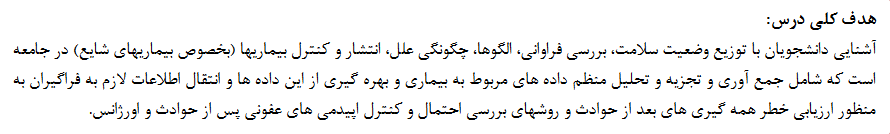 هدف کلی درس:
آشنایی دانشجویان با توزیع وضعیت سلامت، بررسی فراوانی، الگوها، چگونگی علل، انتشار و کنترل بیماریها (بخصوص بیماریهای شایع) در جامعه
است که شامل جمع آوری و تجزیه و تحلیل منظم داده های مربوط به بیماری و بهره گیری از این داده ها و انتقال اطلاعات لازم به فراگیران به
منظور ارزیابی خطر همه گیری های بعد از حوادث و روشهای بررسی احتمال و کنترل اپیدمی های عفونی پس از حوادث و اورژانس.